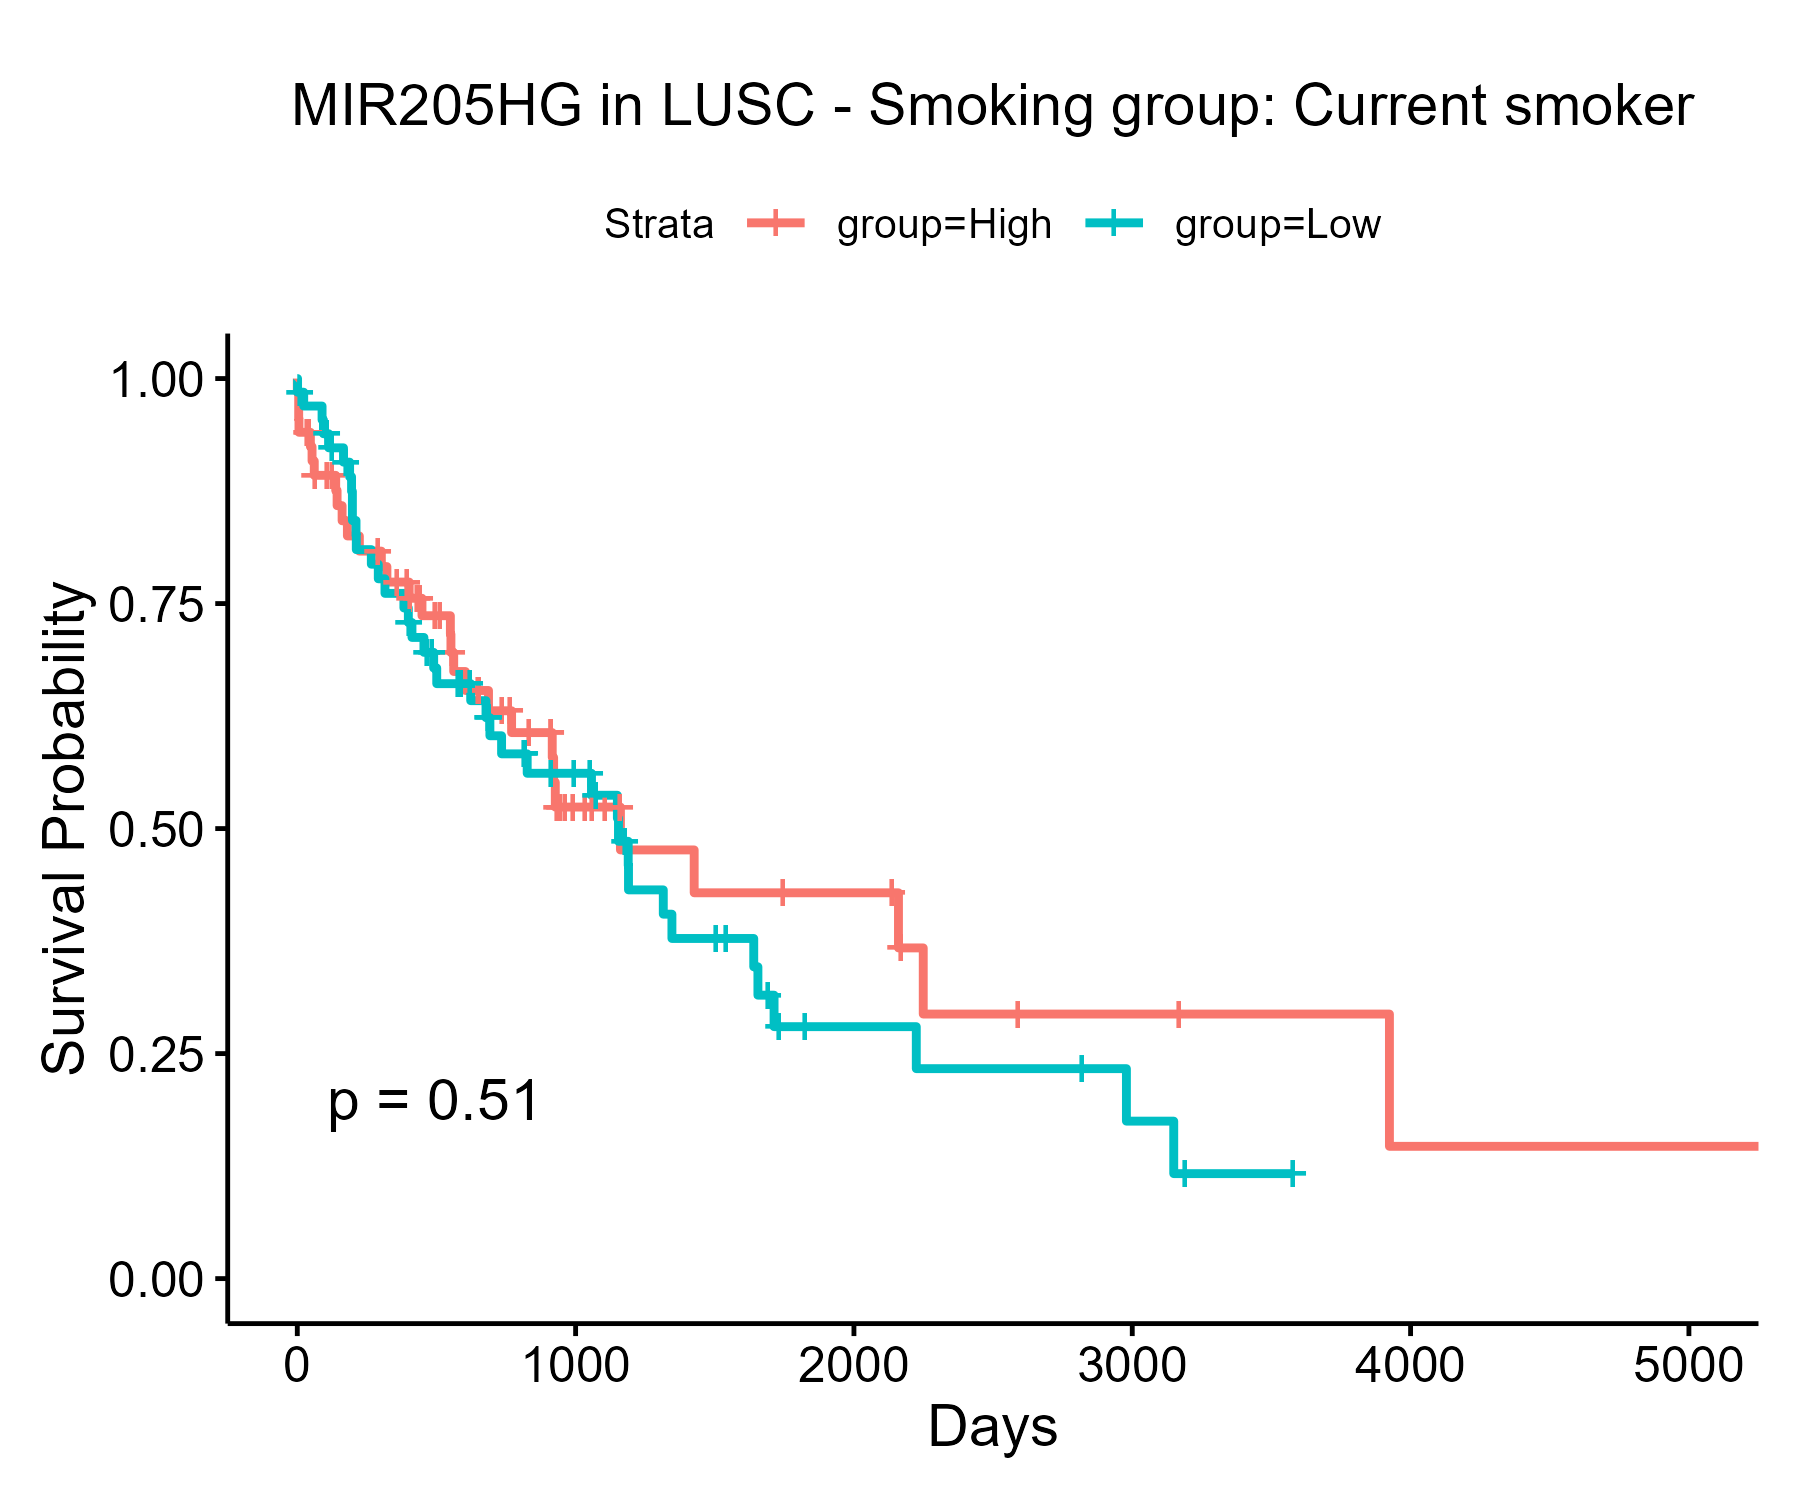 MIR205HG in LUSC - Smoking group: Current smoker
Strata group=High group=Low
1.00
0.75
0.50
0.25
0.00
Survival Probability
p = 0.51
0 1000 2000 3000 4000 5000
Days